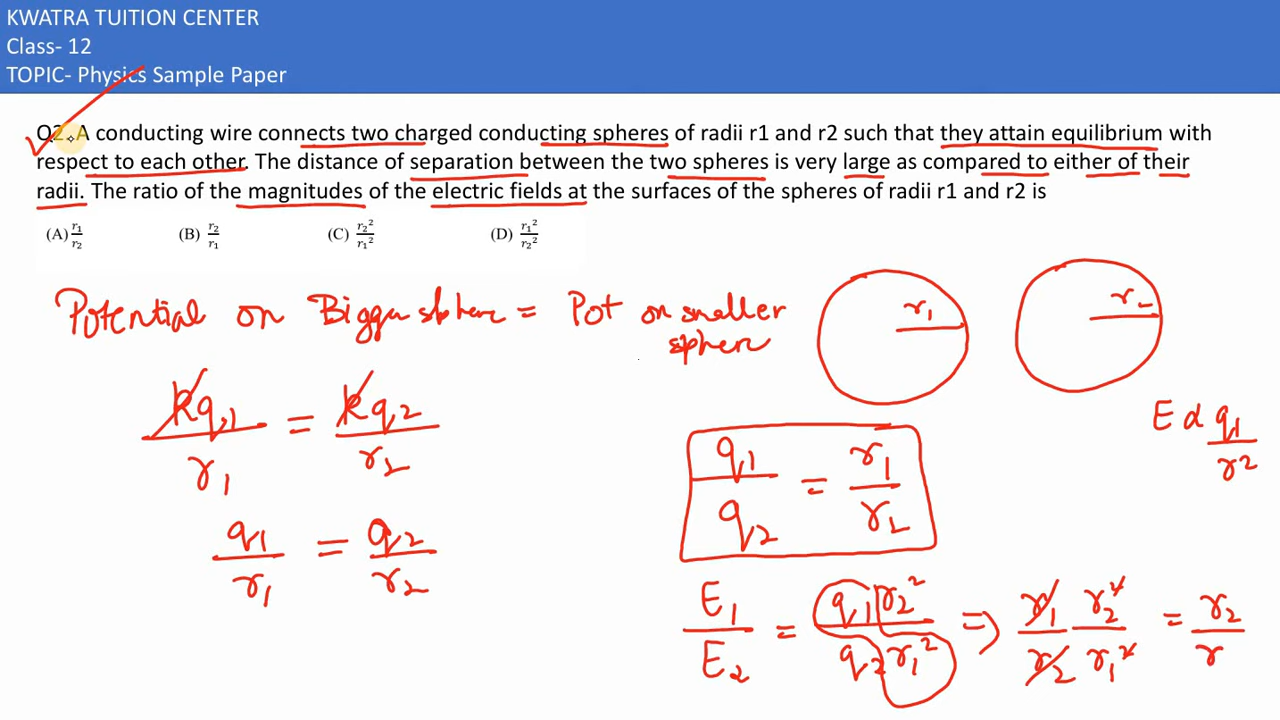 KWATRA TUITION CENTER
Class- 12
TOPIC- Physics Sample Paper
Q2. A conducting wire connects two charged conducting spheres of radii r1 and r2 such that they attain equilibrium with
respect to each other. The distance of separation between the two spheres is very large as compared to either of their
radii. The ratio of the magnitudes of the electric fields at the surfaces of the spheres of radii r1 and r2 is
(A) r₁/r₂ (B) r₂/r₁ (C) r₂²/r₁² (D) r₁²/r₂²
Potential on Bigger sphere = Pot on smaller
sphere
r₁
r₂
kq₁/r₁ = kq₂/r₂
q₁/r₁ = q₂/r₂
q₁/q₂ = r₁/r₂
E α q₁/r²
E₁/E₂ = q₁r₂²/q₂r₁² => r₁/r₂ r₂²/r₁² = r₂/r